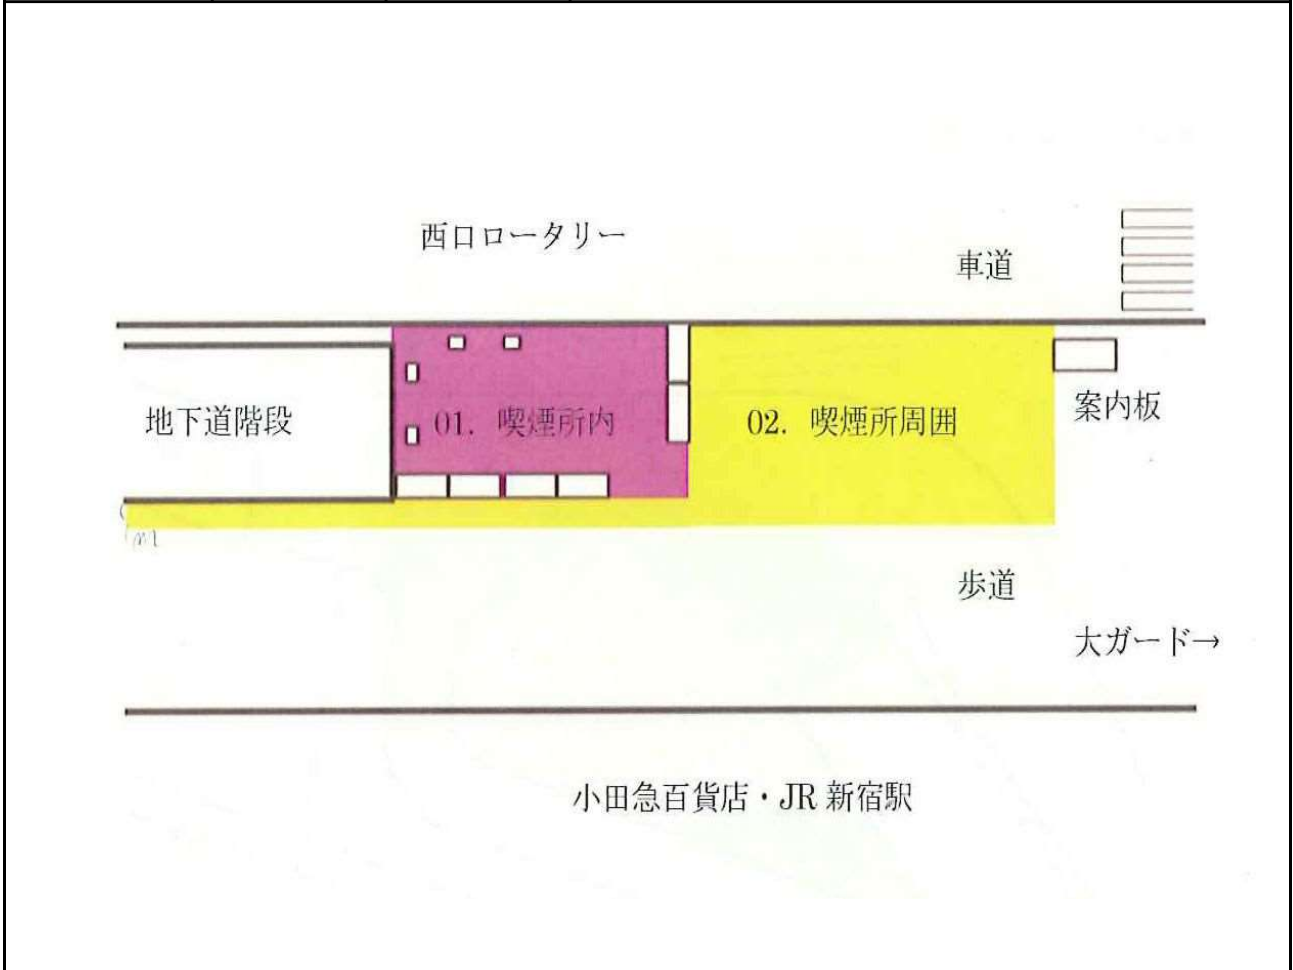 西口ロータリー
車道
地下道階段
01. 喫煙所内
02. 喫煙所周囲
案内板
歩道
大ガード→
小田急百貨店・JR 新宿駅